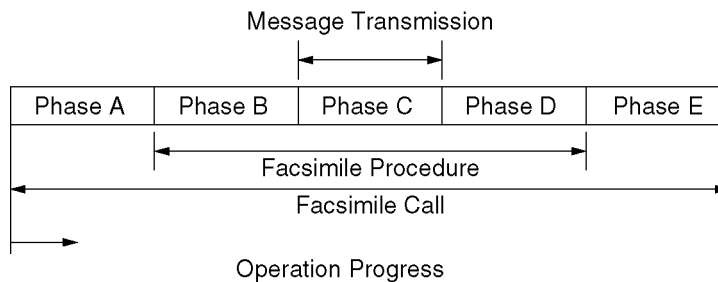 Message Transmission
Phase A Phase B Phase C Phase D Phase E
Facsimile Procedure
Facsimile Call
Operation Progress